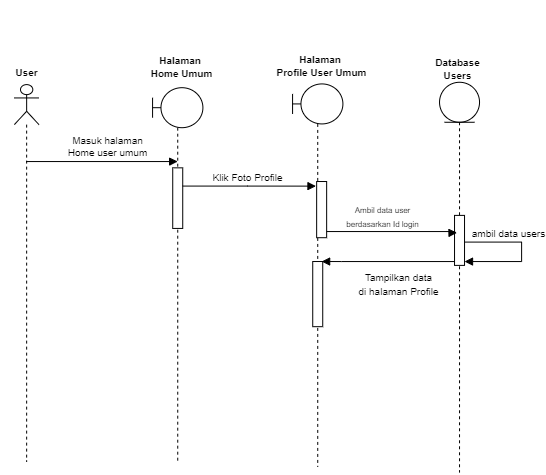 User
Halaman
Home Umum
Halaman
Profile User Umum
Database
Users
Masuk halaman
Home user umum
Klik Foto Profile
Ambil data user
berdasarkan Id login
ambil data users
Tampilkan data
di halaman Profile